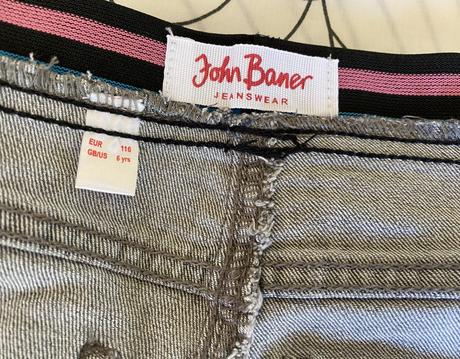 John Baner
JEANSWEAR
EUR 116
GB/US 6 yrs